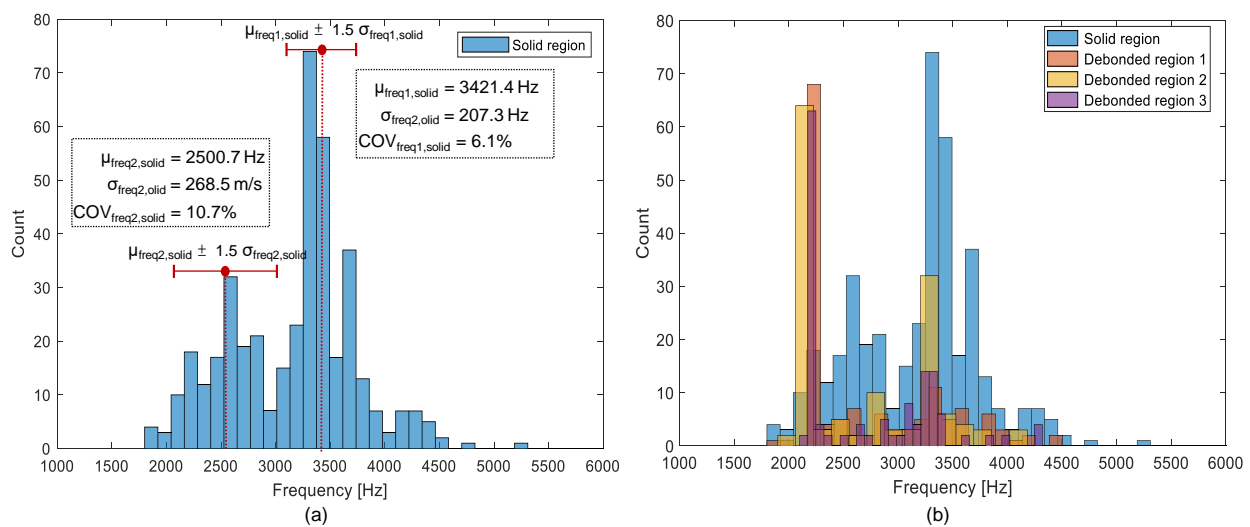 μfreq1,solid ± 1.5 σfreq1,solid
Solid region
μfreq1,solid = 3421.4 Hz
σfreq2,olid = 207.3 Hz
COVfreq1,solid = 6.1%
μfreq2,solid = 2500.7 Hz
σfreq2,olid = 268.5 m/s
COVfreq2,solid = 10.7%
μfreq2,solid ± 1.5 σfreq2,solid
80
70
60
50
40
30
20
10
0
Count
1000 1500 2000 2500 3000 3500 4000 4500 5000 5500 6000
Frequency [Hz]
(a)
Solid region
Debonded region 1
Debonded region 2
Debonded region 3
80
70
60
50
40
30
20
10
0
Count
1000 1500 2000 2500 3000 3500 4000 4500 5000 5500 6000
Frequency [Hz]
(b)